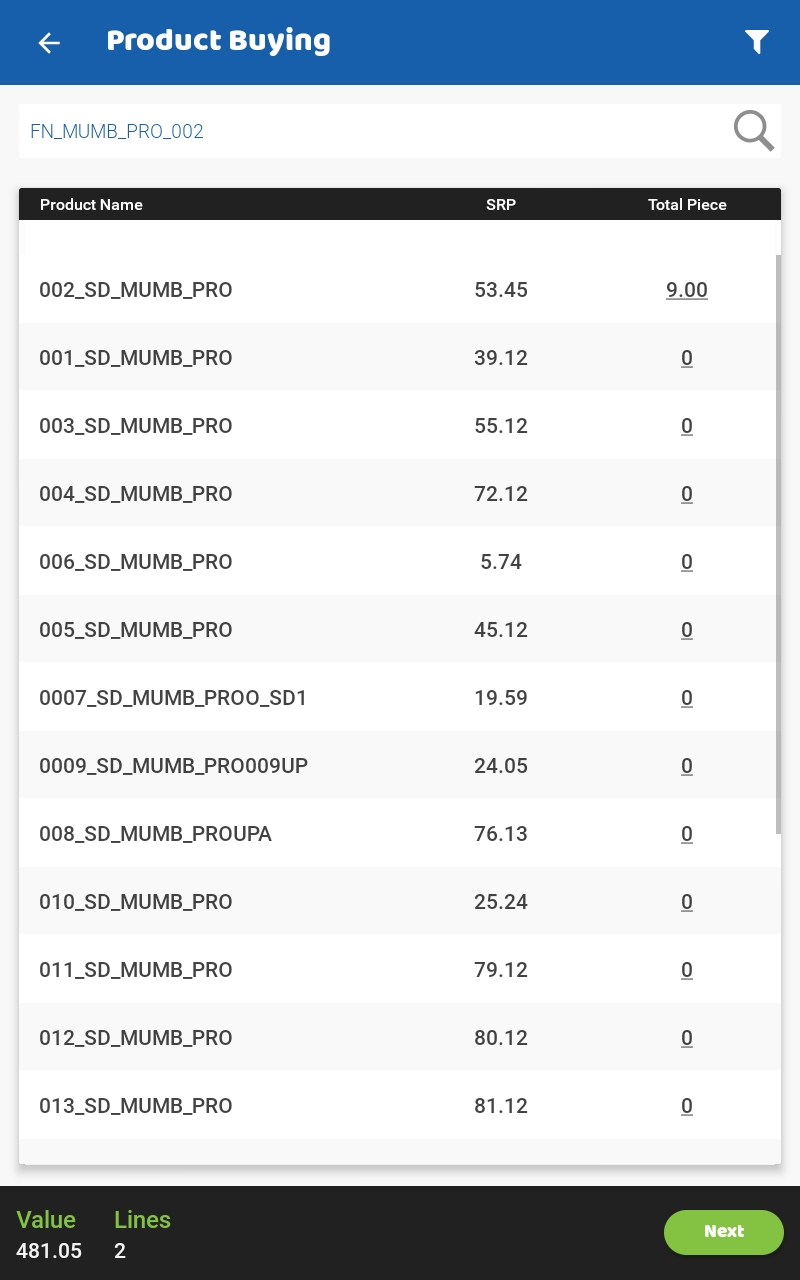 Product Buying
FN_MUMB_PRO_002
Product Name SRP Total Piece
002_SD_MUMB_PRO 53.45 9.00
001_SD_MUMB_PRO 39.12 0
003_SD_MUMB_PRO 55.12 0
004_SD_MUMB_PRO 72.12 0
006_SD_MUMB_PRO 5.74 0
005_SD_MUMB_PRO 45.12 0
0007_SD_MUMB_PROO_SD1 19.59 0
0009_SD_MUMB_PRO009UP 24.05 0
008_SD_MUMB_PROUPA 76.13 0
010_SD_MUMB_PRO 25.24 0
011_SD_MUMB_PRO 79.12 0
012_SD_MUMB_PRO 80.12 0
013_SD_MUMB_PRO 81.12 0
Value Lines
481.05 2
Next